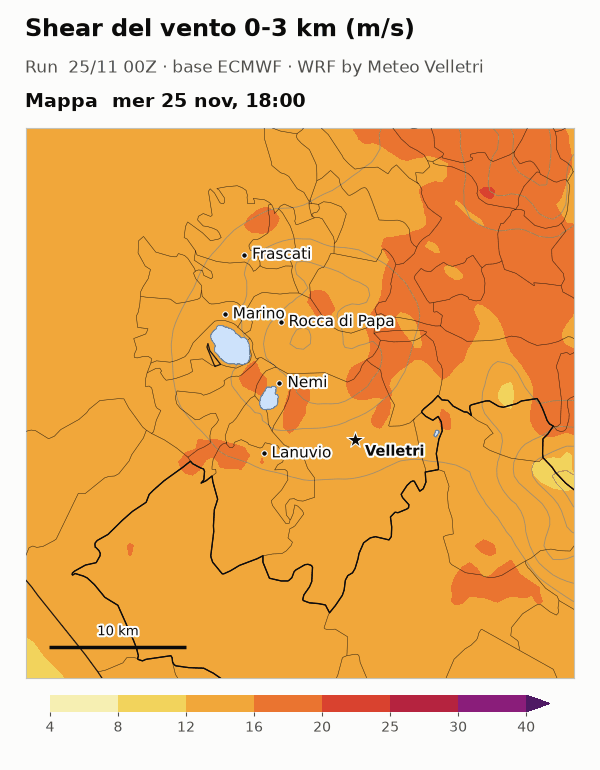 Shear del vento 0-3 km (m/s)
Run  25/11 00Z · base ECMWF · WRF by Meteo Velletri
Mappa  mer 25 nov, 18:00
Frascati
Marino
Rocca di Papa
Nemi
Velletri
Lanuvio
10 km
4 8 12 16 20 25 30 40